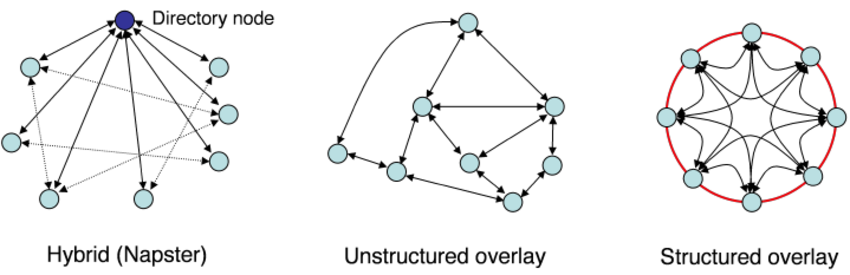 Directory node
Hybrid (Napster)
Unstructured overlay
Structured overlay